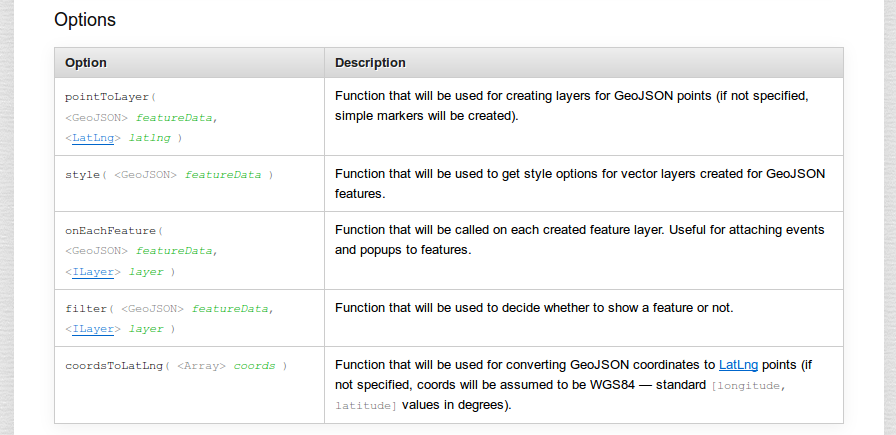 Options
Option Description
pointToLayer(
<GeoJSON> featureData,
<LatLng> latlng )
Function that will be used for creating layers for GeoJSON points (if not specified,
simple markers will be created).
style( <GeoJSON> featureData )
Function that will be used to get style options for vector layers created for GeoJSON
features.
onEachFeature(
<GeoJSON> featureData,
<ILayer> layer )
Function that will be called on each created feature layer. Useful for attaching events
and popups to features.
filter( <GeoJSON> featureData,
<ILayer> layer )
Function that will be used to decide whether to show a feature or not.
coordsToLatLng( <Array> coords )
Function that will be used for converting GeoJSON coordinates to LatLng points (if
not specified, coords will be assumed to be WGS84 — standard [longitude,
latitude] values in degrees).